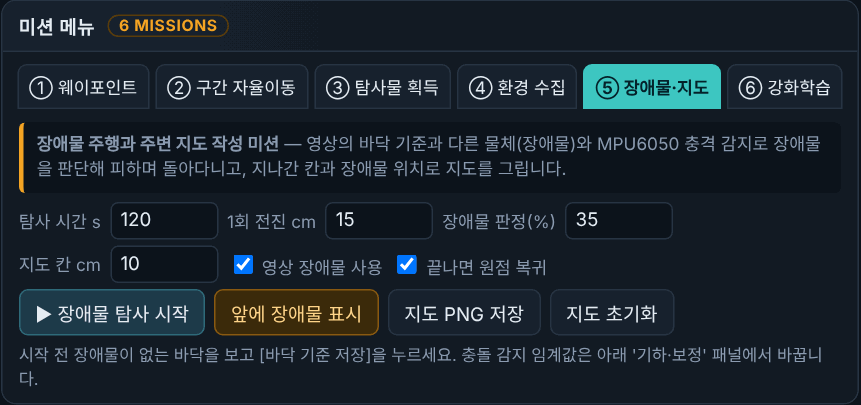 미션 메뉴 6 MISSIONS
① 웨이포인트 ② 구간 자율이동 ③ 탐사물 획득 ④ 환경 수집 ⑤ 장애물·지도 ⑥ 강화학습
장애물 주행과 주변 지도 작성 미션 — 영상의 바닥 기준과 다른 물체(장애물)와 MPU6050 충격 감지로 장애물
을 판단해 피하며 돌아다니고, 지나간 칸과 장애물 위치로 지도를 그립니다.
탐사 시간 s 120 1회 전진 cm 15 장애물 판정(%) 35
지도 칸 cm 10 영상 장애물 사용 끝나면 원점 복귀
▶ 장애물 탐사 시작 앞에 장애물 표시 지도 PNG 저장 지도 초기화
시작 전 장애물이 없는 바닥을 보고 [바닥 기준 저장]을 누르세요. 충돌 감지 임계값은 아래 '기하·보정' 패널에서 바꿉니
다.